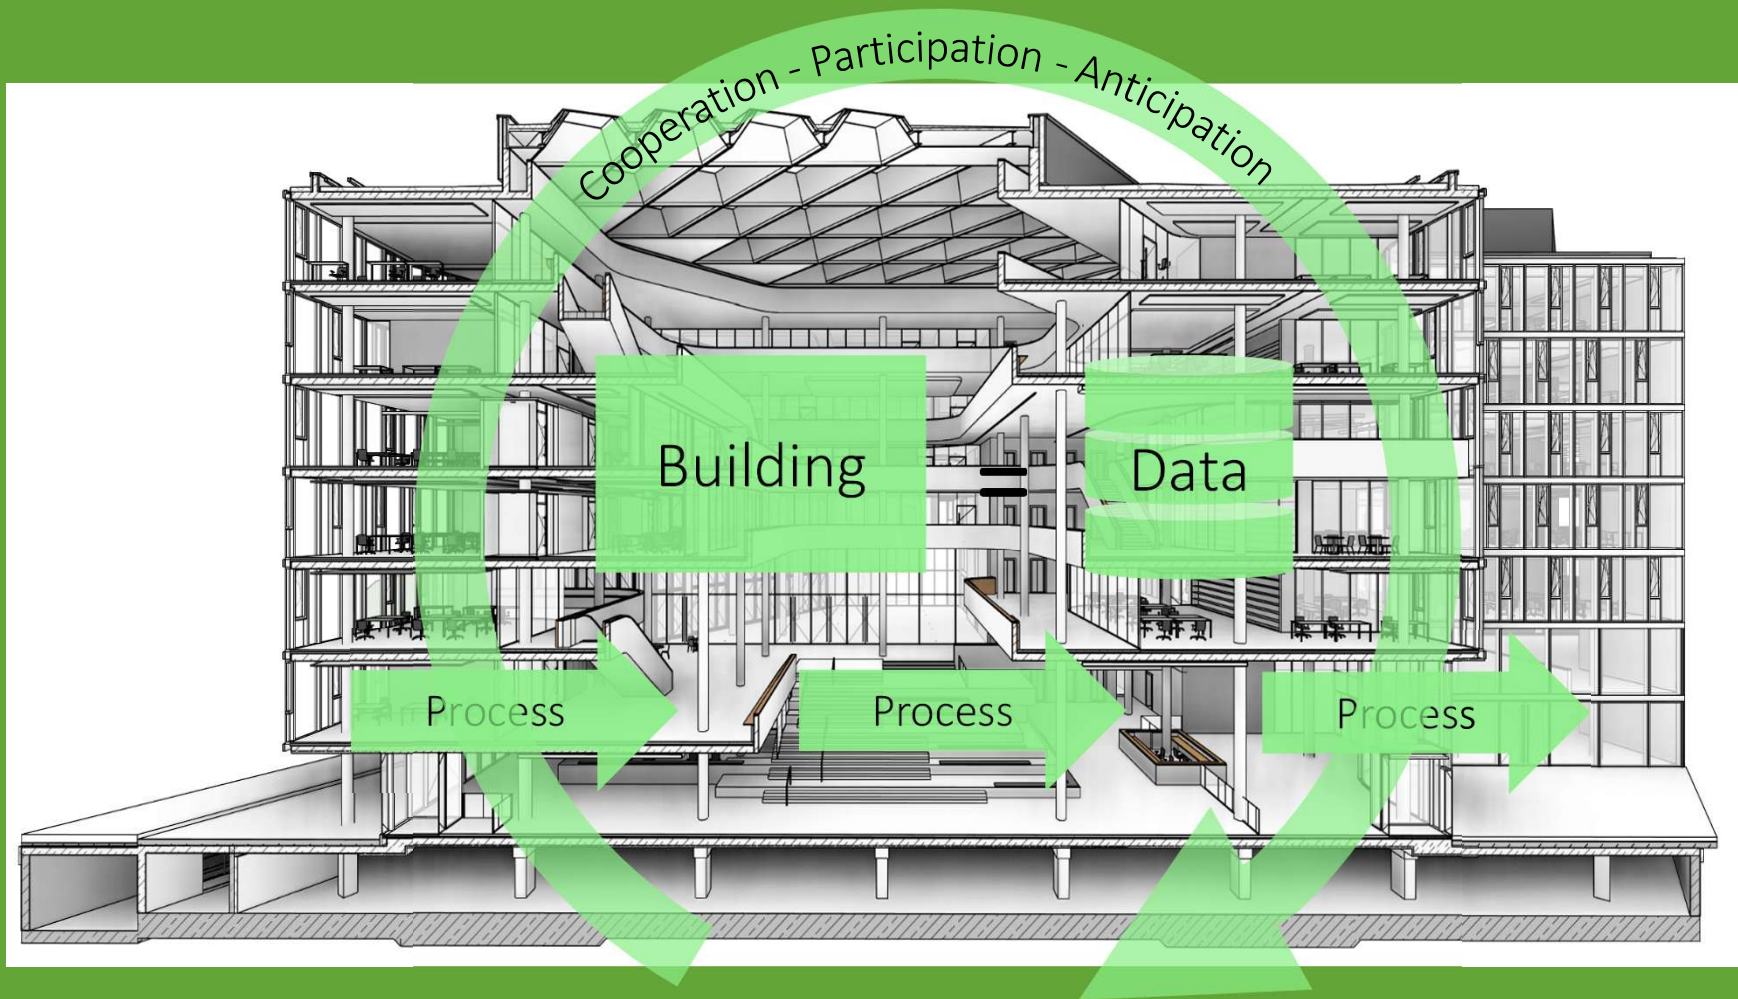 Cooperation - Participation - Anticipation
Building = Data
Process Process Process